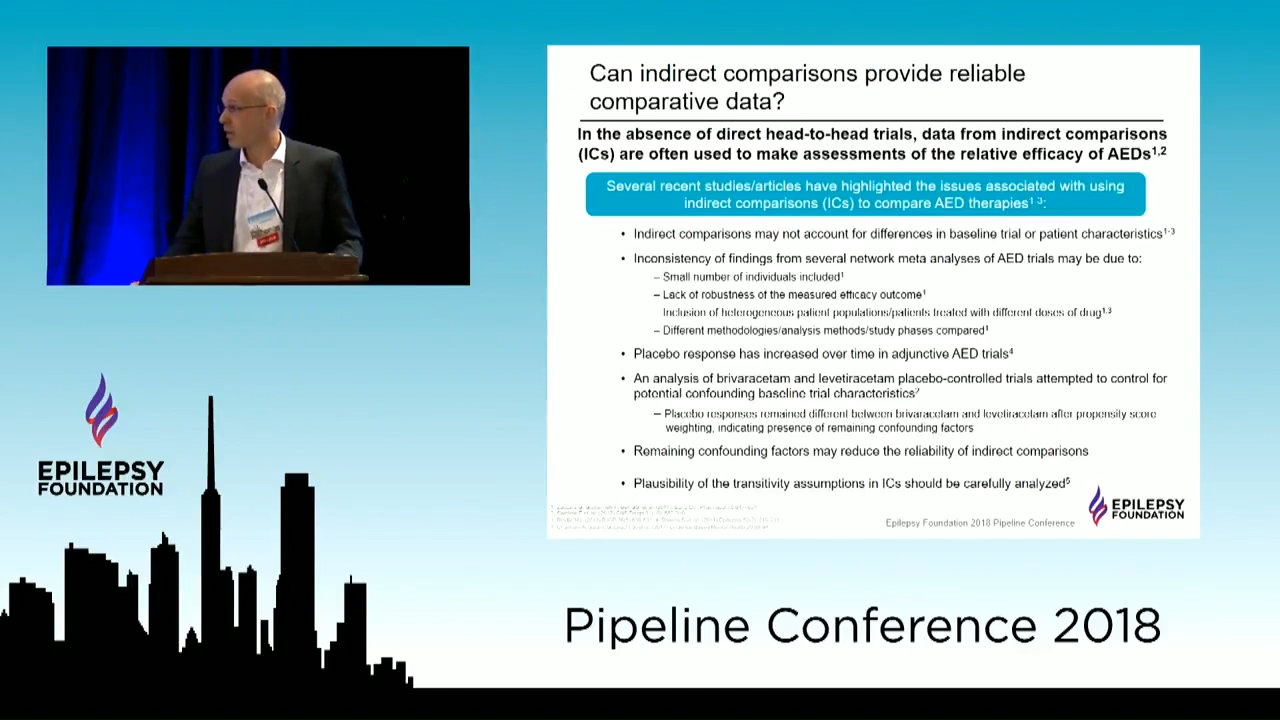 Can indirect comparisons provide reliable
comparative data?
In the absence of direct head-to-head trials, data from indirect comparisons
(ICs) are often used to make assessments of the relative efficacy of AEDs1,2
Several recent studies/articles have highlighted the issues associated with using
indirect comparisons (ICs) to compare AED therapies1-3:
• Indirect comparisons may not account for differences in baseline trial or patient characteristics1-3
• Inconsistency of findings from several network meta analyses of AED trials may be due to:
– Small number of individuals included1
– Lack of robustness of the measured efficacy outcome1
Inclusion of heterogeneous patient populations/patients treated with different doses of drug1,3
– Different methodologies/analysis methods/study phases compared1
• Placebo response has increased over time in adjunctive AED trials4
• An analysis of brivaracetam and levetiracetam placebo-controlled trials attempted to control for
potential confounding baseline trial characteristics2
– Placebo responses remained different between brivaracetam and levetiracetam after propensity score
weighting, indicating presence of remaining confounding factors
• Remaining confounding factors may reduce the reliability of indirect comparisons
• Plausibility of the transitivity assumptions in ICs should be carefully analyzed5
Epilepsy Foundation 2018 Pipeline Conference
EPILEPSY
FOUNDATION
EPILEPSY
FOUNDATION
Pipeline Conference 2018